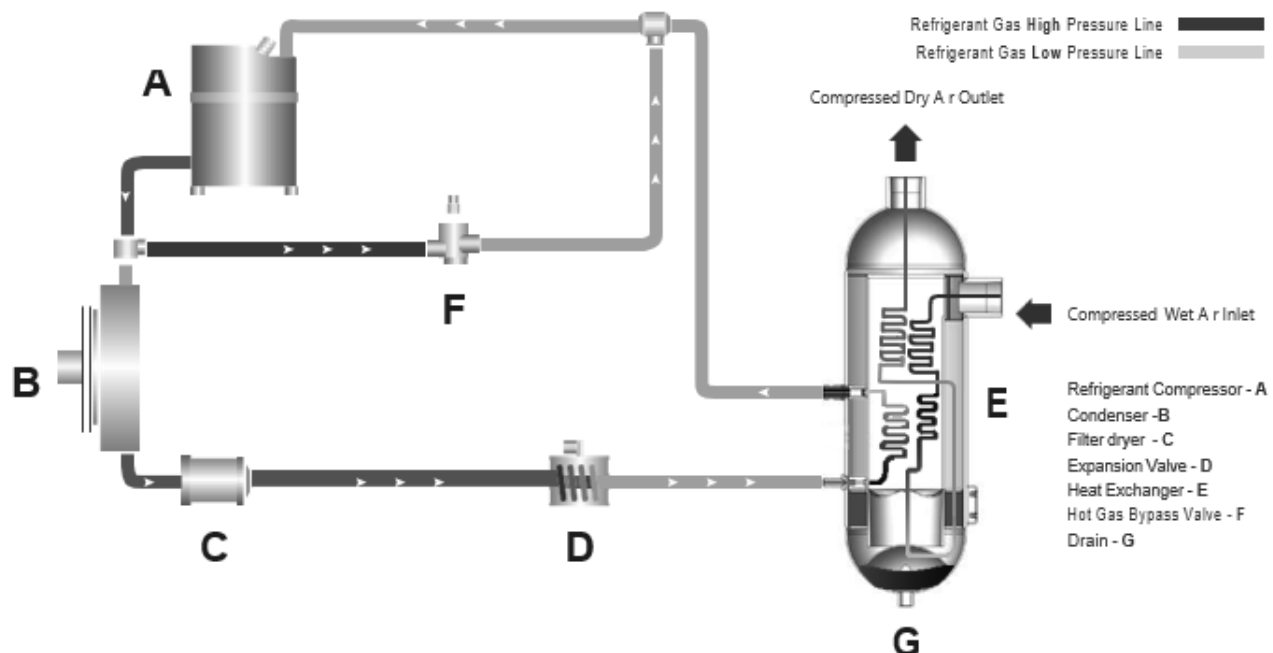 Refrigerant Gas High Pressure Line
Refrigerant Gas Low Pressure Line
A
Compressed Dry A r Outlet
F
Compressed Wet A r Inlet
B
E
Refrigerant Compressor - A
Condenser -B
Filter dryer - C
Expansion Valve - D
Heat Exchanger - E
Hot Gas Bypass Valve - F
Drain - G
C
D
G